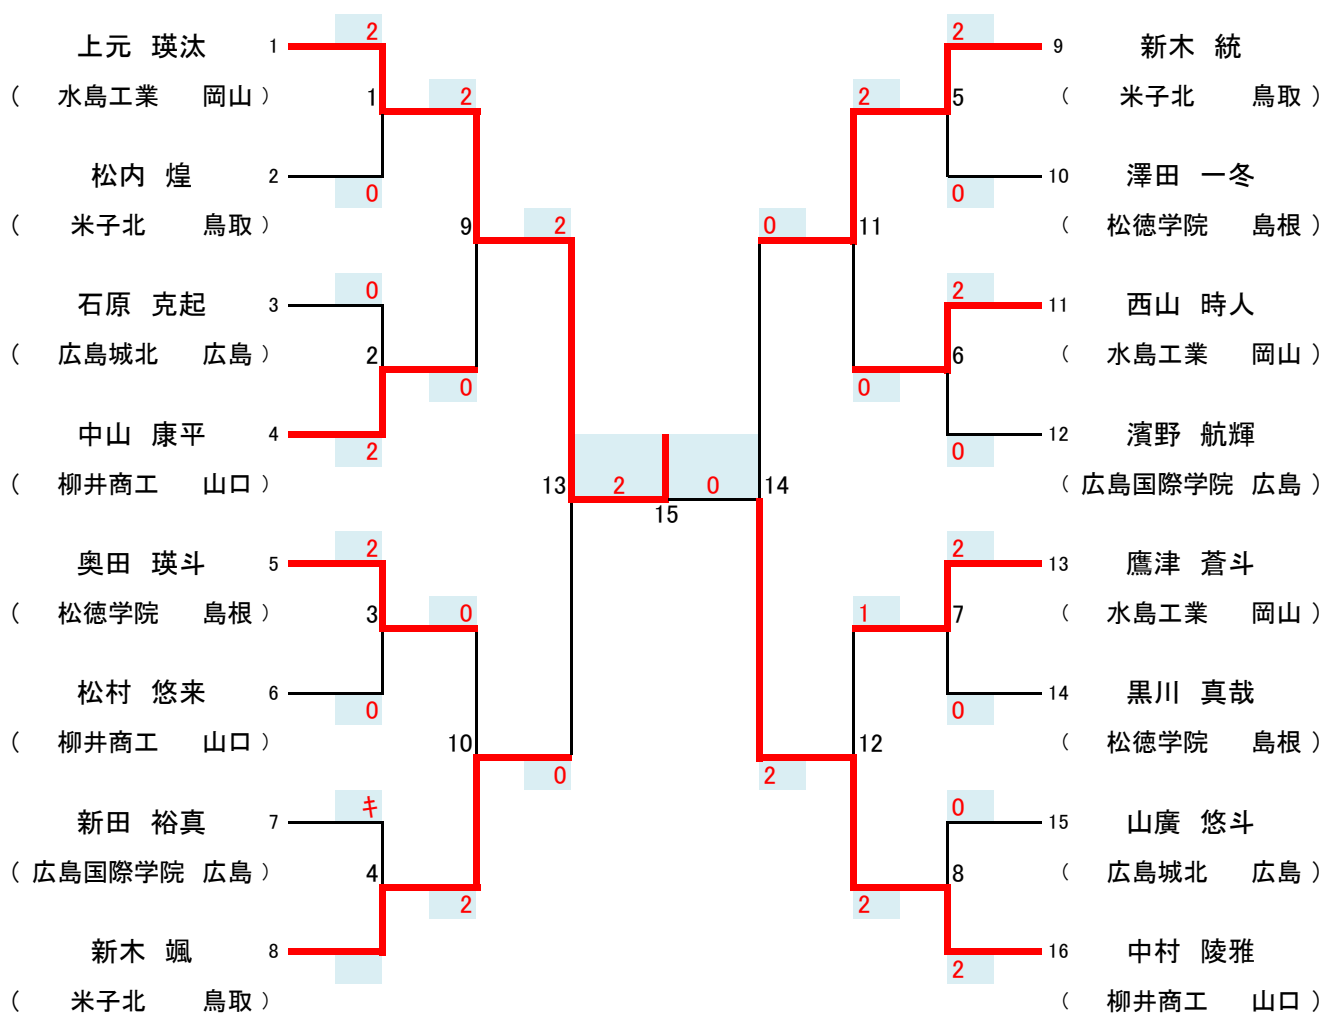 上元 瑛汰 1 2
( 水島工業 岡山 ) 1 2
松内 煌 2 0
( 米子北 鳥取 ) 9 2
石原 克起 3 0
( 広島城北 広島 ) 2 0
中山 康平 4 2
( 柳井商工 山口 ) 13 2
奥田 瑛斗 5 2
( 松徳学院 島根 ) 3 0
松村 悠来 6 0
( 柳井商工 山口 ) 10 0
新田 裕真 7 キ
( 広島国際学院 広島 ) 4 2
新木 颯 8
( 米子北 鳥取 )
15
2 9 新木 統
2 5 ( 米子北 鳥取 )
0 10 澤田 一冬
0 11 ( 松徳学院 島根 )
2 11 西山 時人
0 6 ( 水島工業 岡山 )
0 12 濱野 航輝
0 14 ( 広島国際学院 広島 )
2 13 鷹津 蒼斗
1 7 ( 水島工業 岡山 )
0 14 黒川 真哉
2 12 ( 松徳学院 島根 )
0 15 山廣 悠斗
2 8 ( 広島城北 広島 )
2 16 中村 陵雅
( 柳井商工 山口 )